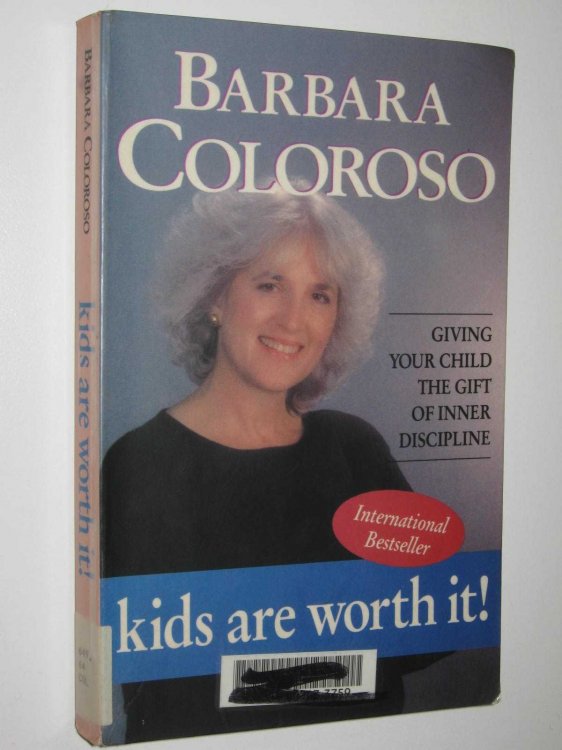 BARBARA
COLOROSO
GIVING
YOUR CHILD
THE GIFT
OF INNER
DISCIPLINE
International
Bestseller
kids are worth it!
BARBARA COLOROSO
kids are worth it!